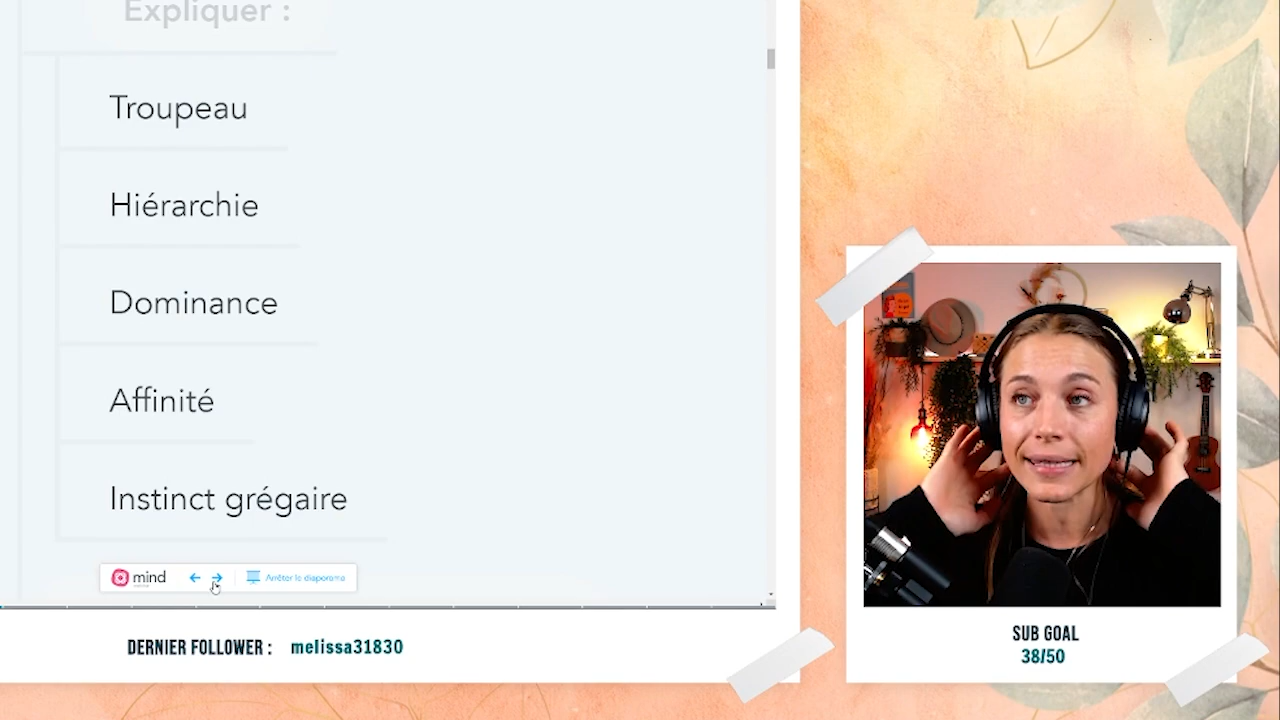 Expliquer :
Troupeau
Hiérarchie
Dominance
Affinité
Instinct grégaire
mind
Arrêter le diaporama
DERNIER FOLLOWER : melissa31830
SUB GOAL
38/50